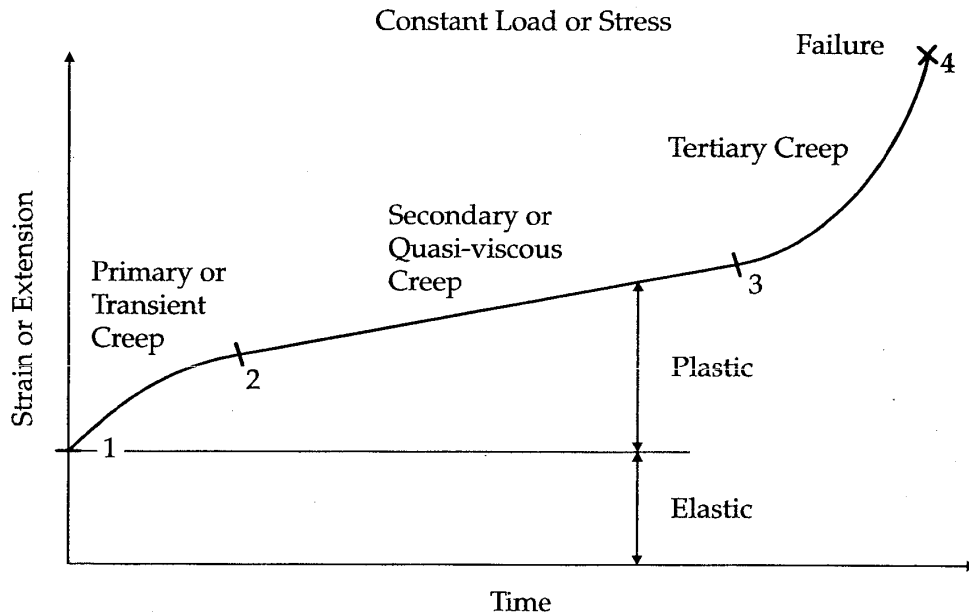 Constant Load or Stress
Failure
4
Tertiary Creep
Secondary or
Quasi-viscous
Creep
Primary or
Transient
Creep
3
2
Plastic
1
Elastic
Strain or Extension
Time